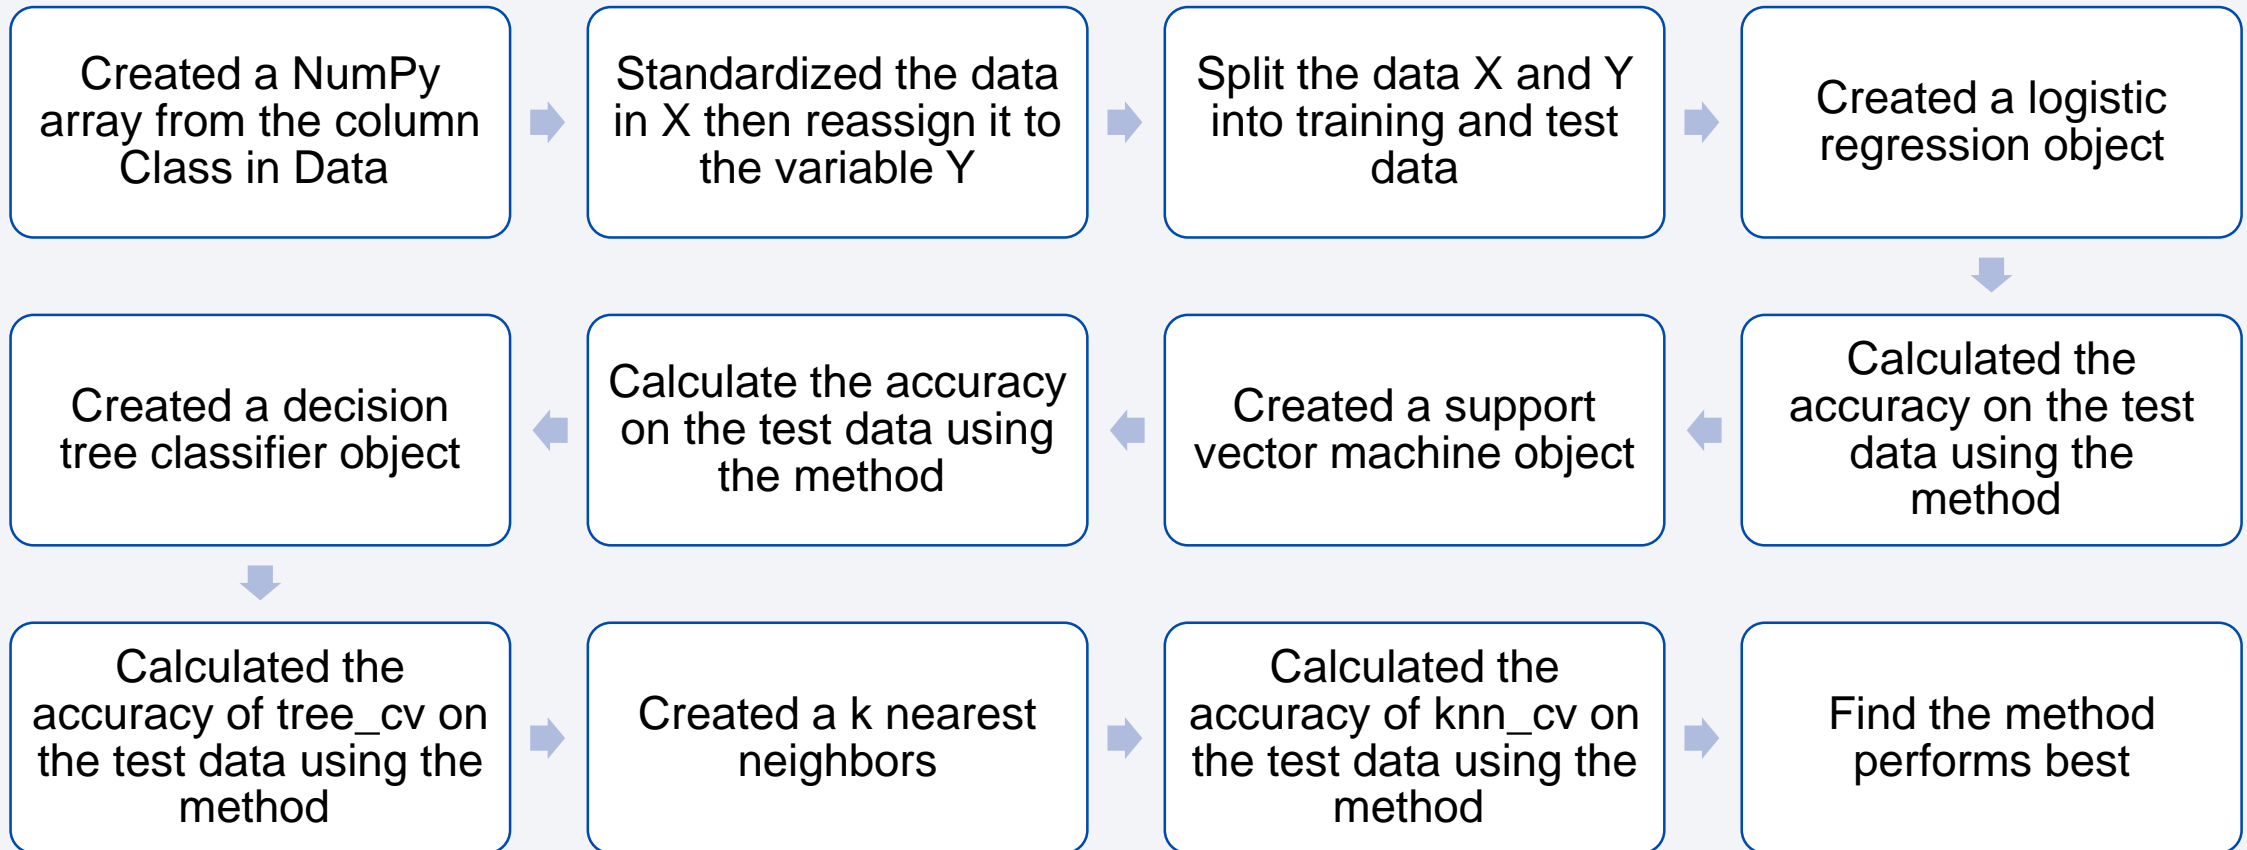 Created a NumPy
array from the column
Class in Data
Standardized the data
in X then reassign it to
the variable Y
Split the data X and Y
into training and test
data
Created a logistic
regression object
Calculated the
accuracy on the test
data using the
method
Created a support
vector machine object
Calculate the accuracy
on the test data using
the method
Created a decision
tree classifier object
Calculated the
accuracy of tree_cv on
the test data using the
method
Created a k nearest
neighbors
Calculated the
accuracy of knn_cv on
the test data using the
method
Find the method
performs best